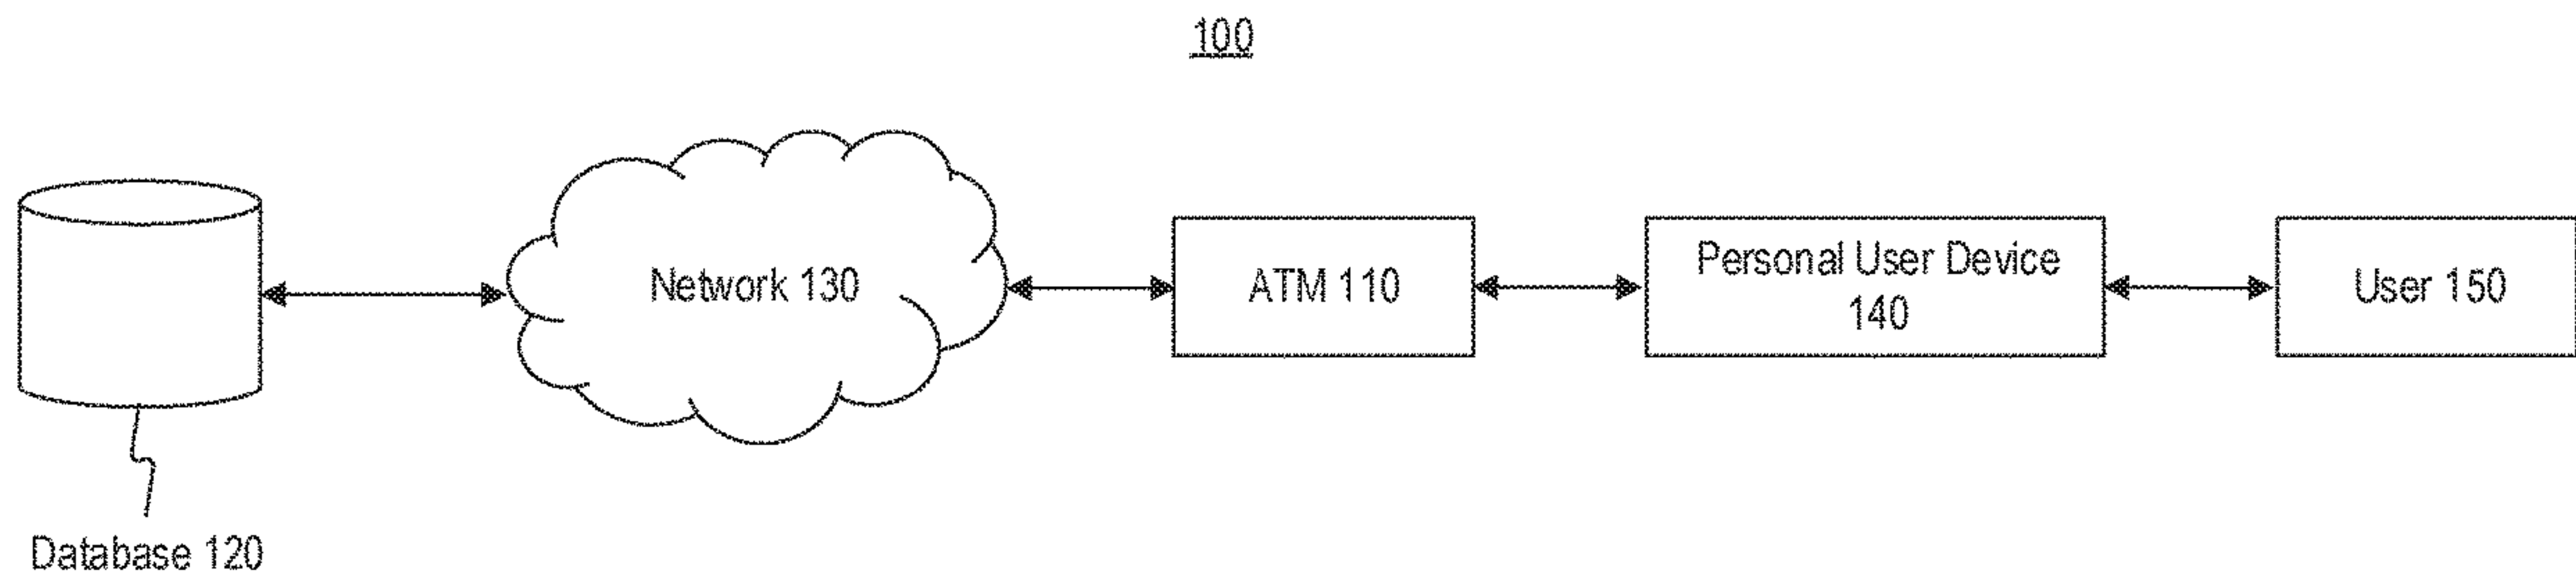 100
Network 130
ATM 110
Personal User Device
140
User 150
Database 120